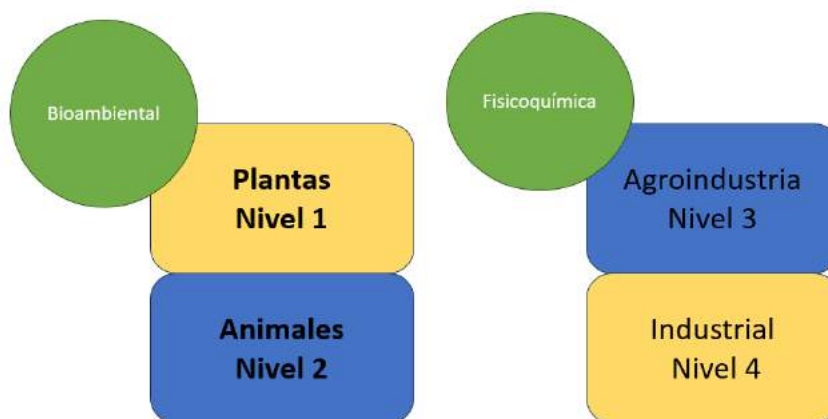 Bioambiental
Plantas
Nivel 1
Animales
Nivel 2
Fisicoquímica
Agroindustria
Nivel 3
Industrial
Nivel 4